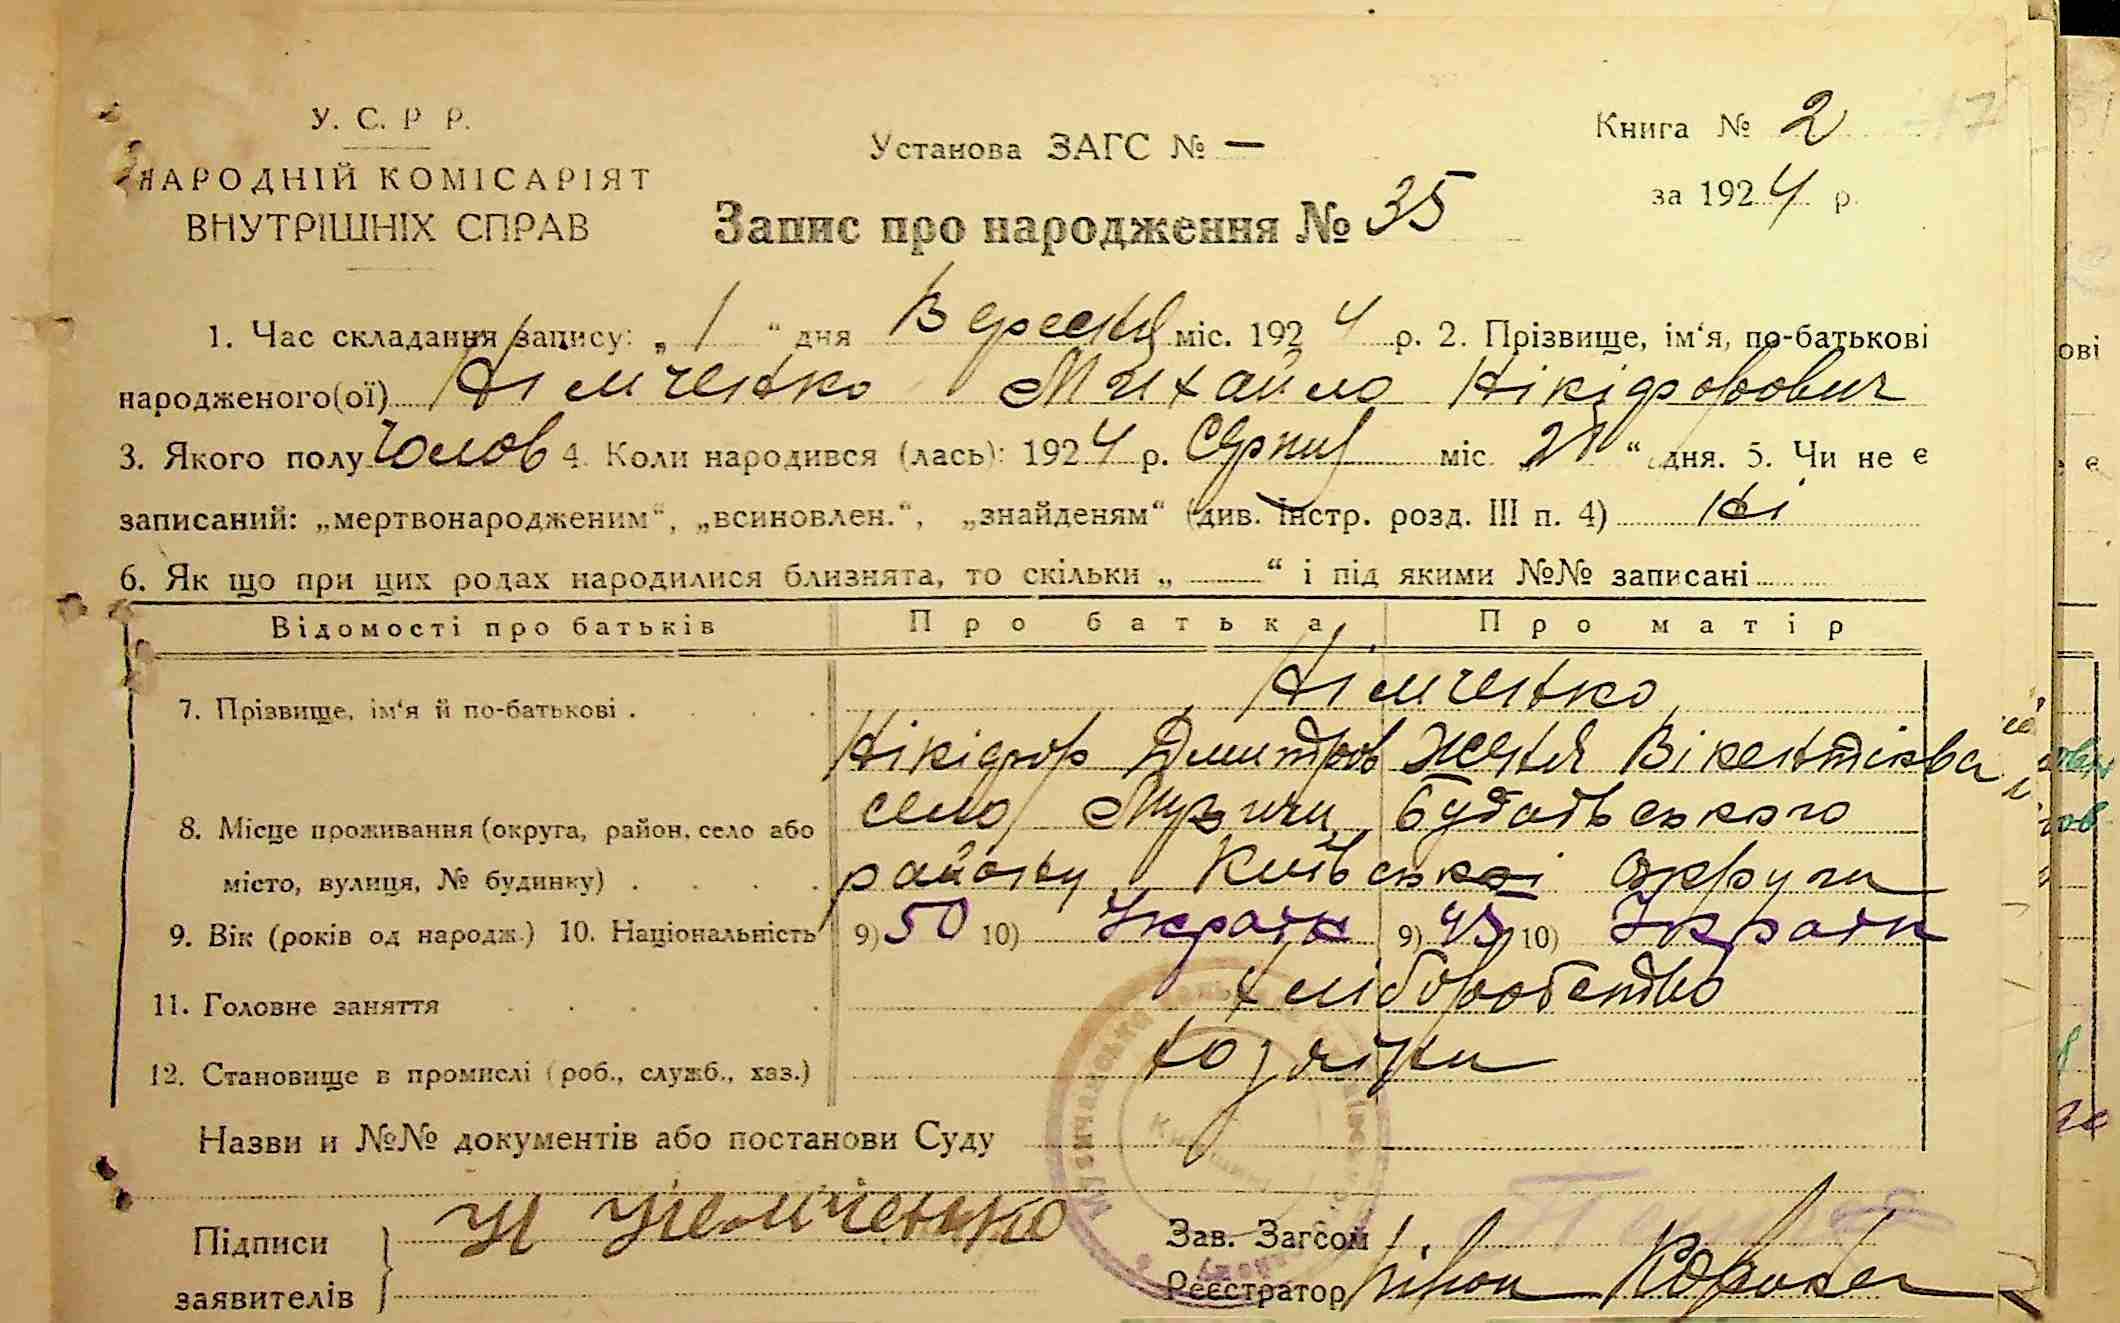 У. С. Р Р.
НАРОДНІЙ КОМІСАРІЯТ
ВНУТРІШНІХ СПРАВ
Установа ЗАГС № —
Запис про народження № 35
Книга № 2
за 1924 р.
1. Час складання запису: „1“ дня Вересня міс. 1924 р. 2. Прізвище, ім‘я, по-батькові
народженого(ої) Німченко Михайло Нікіфорович
3. Якого полу Чолов 4. Коли народився (лась): 1924 р. Серпня міс. „ “ дня. 5. Чи не є
записаний: „мертвонародженим“, „всиновлен.“, „знайденям“ (див. інстр. розд. III п. 4) Ні
6. Як що при цих родах народилися близнята, то скільки „ “ і під якими №№ записані
Відомості про батьків Про батька Про матір
7. Прізвище, ім‘я й по-батькові . Німченко
Нікіфор Дмитров Женя Вікентієва
8. Місце проживання (округа, район, село або село Музичи, Будаївського
місто, вулиця, № будинку) . району Київської округи
9. Вік (років од народж.) 10. Національність 9) 50 10) Україн 9) 43 10) Україн
11. Головне заняття Хліборобство
12. Становище в промислі (роб., служб., хаз.) хозяїни
Назви и №№ документів або постанови Суду
Підписи
заявителів
Н Немченко
Зав. Загсом
Реєстратор